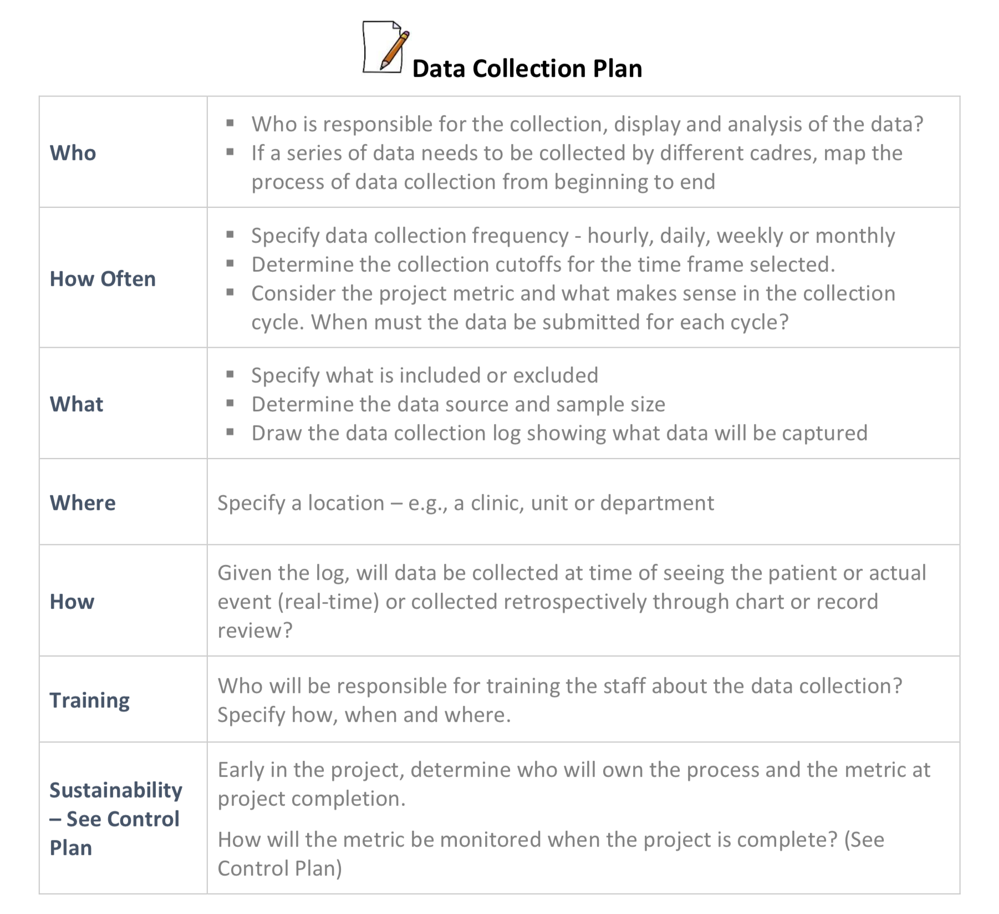 Data Collection Plan
Who
▪ Who is responsible for the collection, display and analysis of the data?
▪ If a series of data needs to be collected by different cadres, map the
process of data collection from beginning to end
How Often
▪ Specify data collection frequency - hourly, daily, weekly or monthly
▪ Determine the collection cutoffs for the time frame selected.
▪ Consider the project metric and what makes sense in the collection
cycle. When must the data be submitted for each cycle?
What
▪ Specify what is included or excluded
▪ Determine the data source and sample size
▪ Draw the data collection log showing what data will be captured
Where
Specify a location – e.g., a clinic, unit or department
How
Given the log, will data be collected at time of seeing the patient or actual
event (real-time) or collected retrospectively through chart or record
review?
Training
Who will be responsible for training the staff about the data collection?
Specify how, when and where.
Sustainability
– See Control
Plan
Early in the project, determine who will own the process and the metric at
project completion.
How will the metric be monitored when the project is complete? (See
Control Plan)